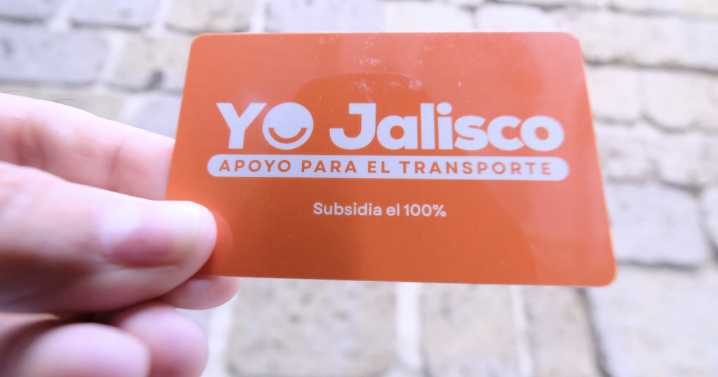 YO Jalisco
APOYO PARA EL TRANSPORTE
Subsidia el 100%